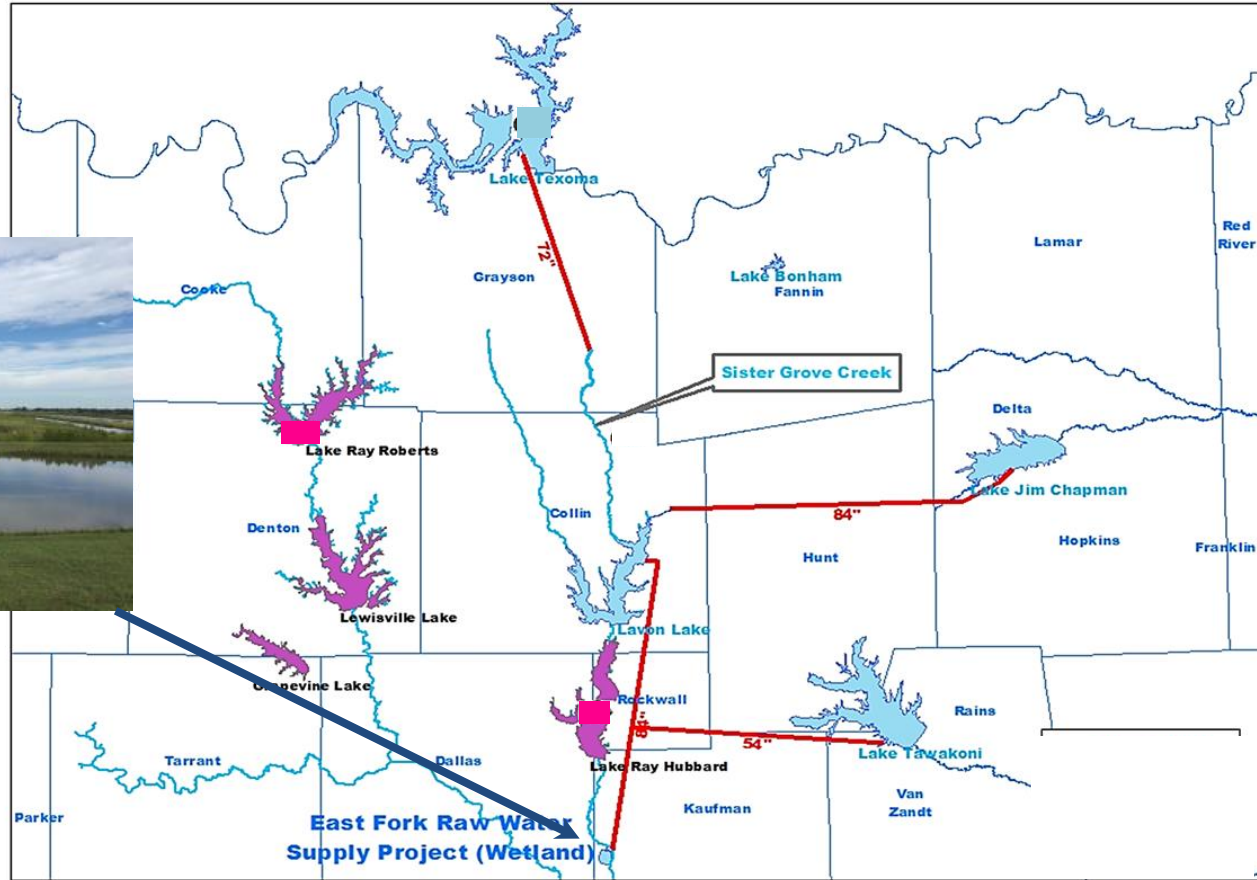 Lake Texoma
72"
Red
River
Lamar
Grayson
Lake Bonham
Fannin
Cooke
Sister Grove Creek
Delta
Lake Ray Roberts
Lake Jim Chapman
84"
Collin
Denton
Hunt
Hopkins
Franklin
Lewisville Lake
Lavon Lake
Grapevine Lake
Rockwall
Rains
54"
Lake Tawakoni
Tarrant
Dallas
Lake Ray Hubbard
Van
Zandt
Kaufman
Parker
East Fork Raw Water
Supply Project (Wetland)